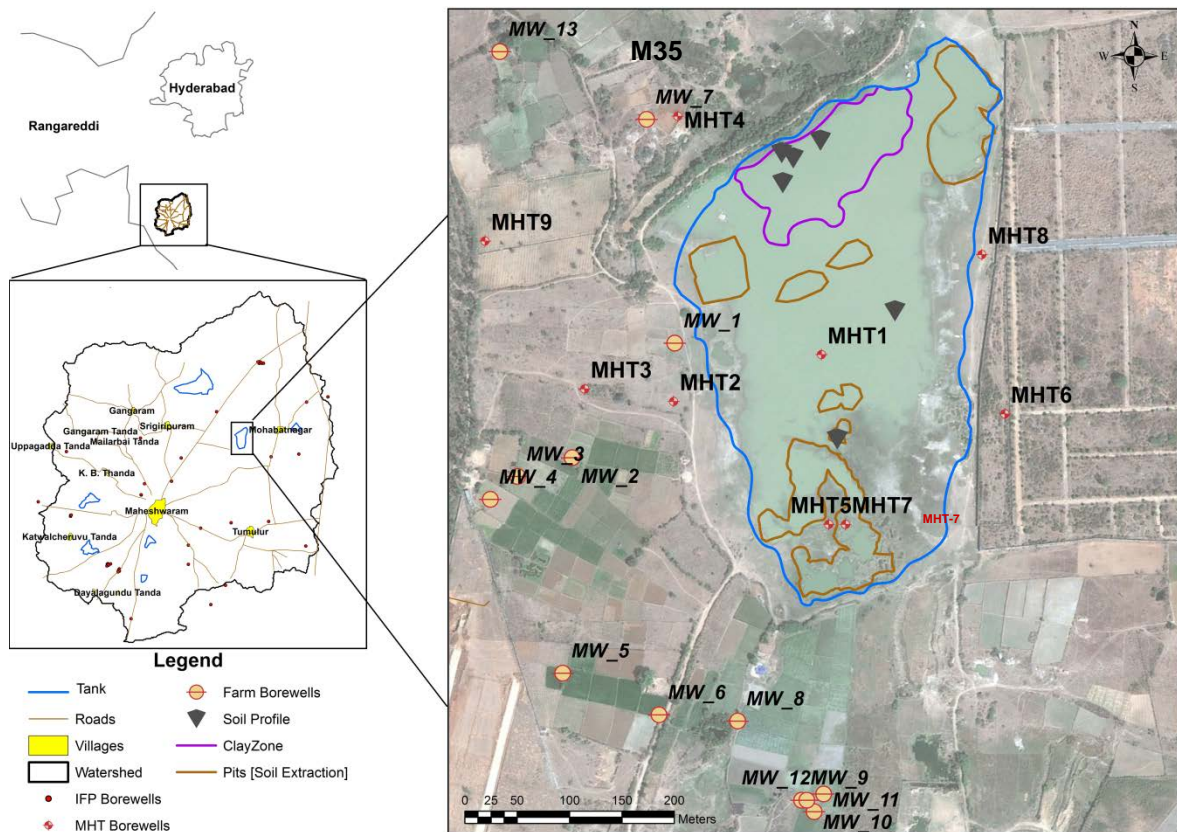 Hyderabad
Rangareddi
Gangaram
Gangaram Tanda
Srigiripuram
Mailarbai Tanda
Mohabatnagar
Uppagadda Tanda
K. B. Thanda
Maheshwaram
Katwalcheruvu Tanda
Tumulur
Dayalagundu Tanda
Legend
Tank
Roads
Villages
Watershed
IFP Borewells
MHT Borewells
Farm Borewells
Soil Profile
ClayZone
Pits [Soil Extraction]
MW_13
M35
N
W
E
S
MW_7
MHT4
MHT9
MHT8
MW_1
MHT1
MHT3
MHT2
MHT6
MW_3
MW_4
MW_2
MHT5MHT7
MHT-7
MW_5
MW_6
MW_8
MW_12MW_9
MW_11
MW_10
0 25 50 100 150 200
Meters